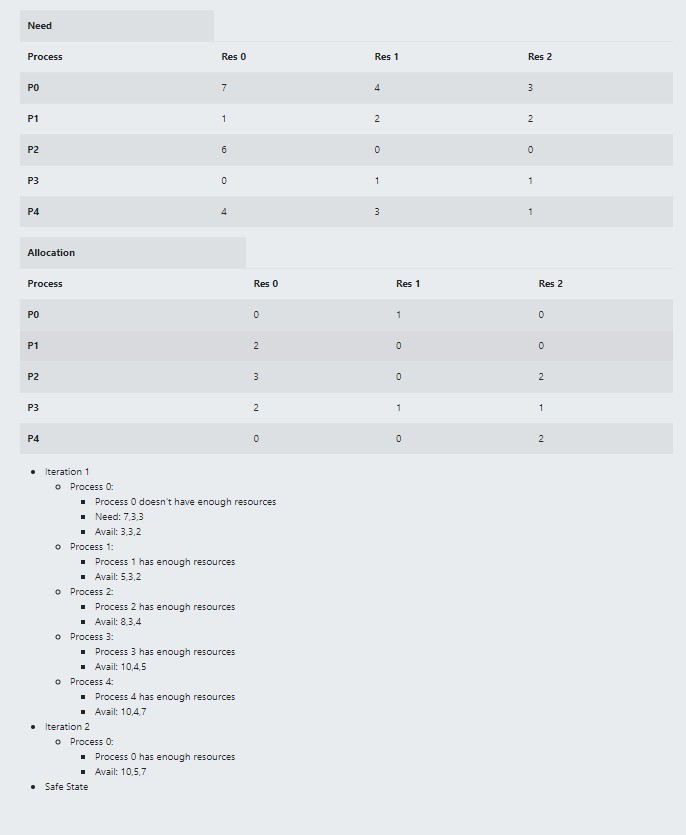 Need
Process Res 0 Res 1 Res 2
P0 7 4 3
P1 1 2 2
P2 6 0 0
P3 0 1 1
P4 4 3 1
Allocation
Process Res 0 Res 1 Res 2
P0 0 1 0
P1 2 0 0
P2 3 0 2
P3 2 1 1
P4 0 0 2
Iteration 1
Process 0:
Process 0 doesn't have enough resources
Need: 7,3,3
Avail: 3,3,2
Process 1:
Process 1 has enough resources
Avail: 5,3,2
Process 2:
Process 2 has enough resources
Avail: 8,3,4
Process 3:
Process 3 has enough resources
Avail: 10,4,5
Process 4:
Process 4 has enough resources
Avail: 10,4,7
Iteration 2
Process 0:
Process 0 has enough resources
Avail: 10,5,7
Safe State